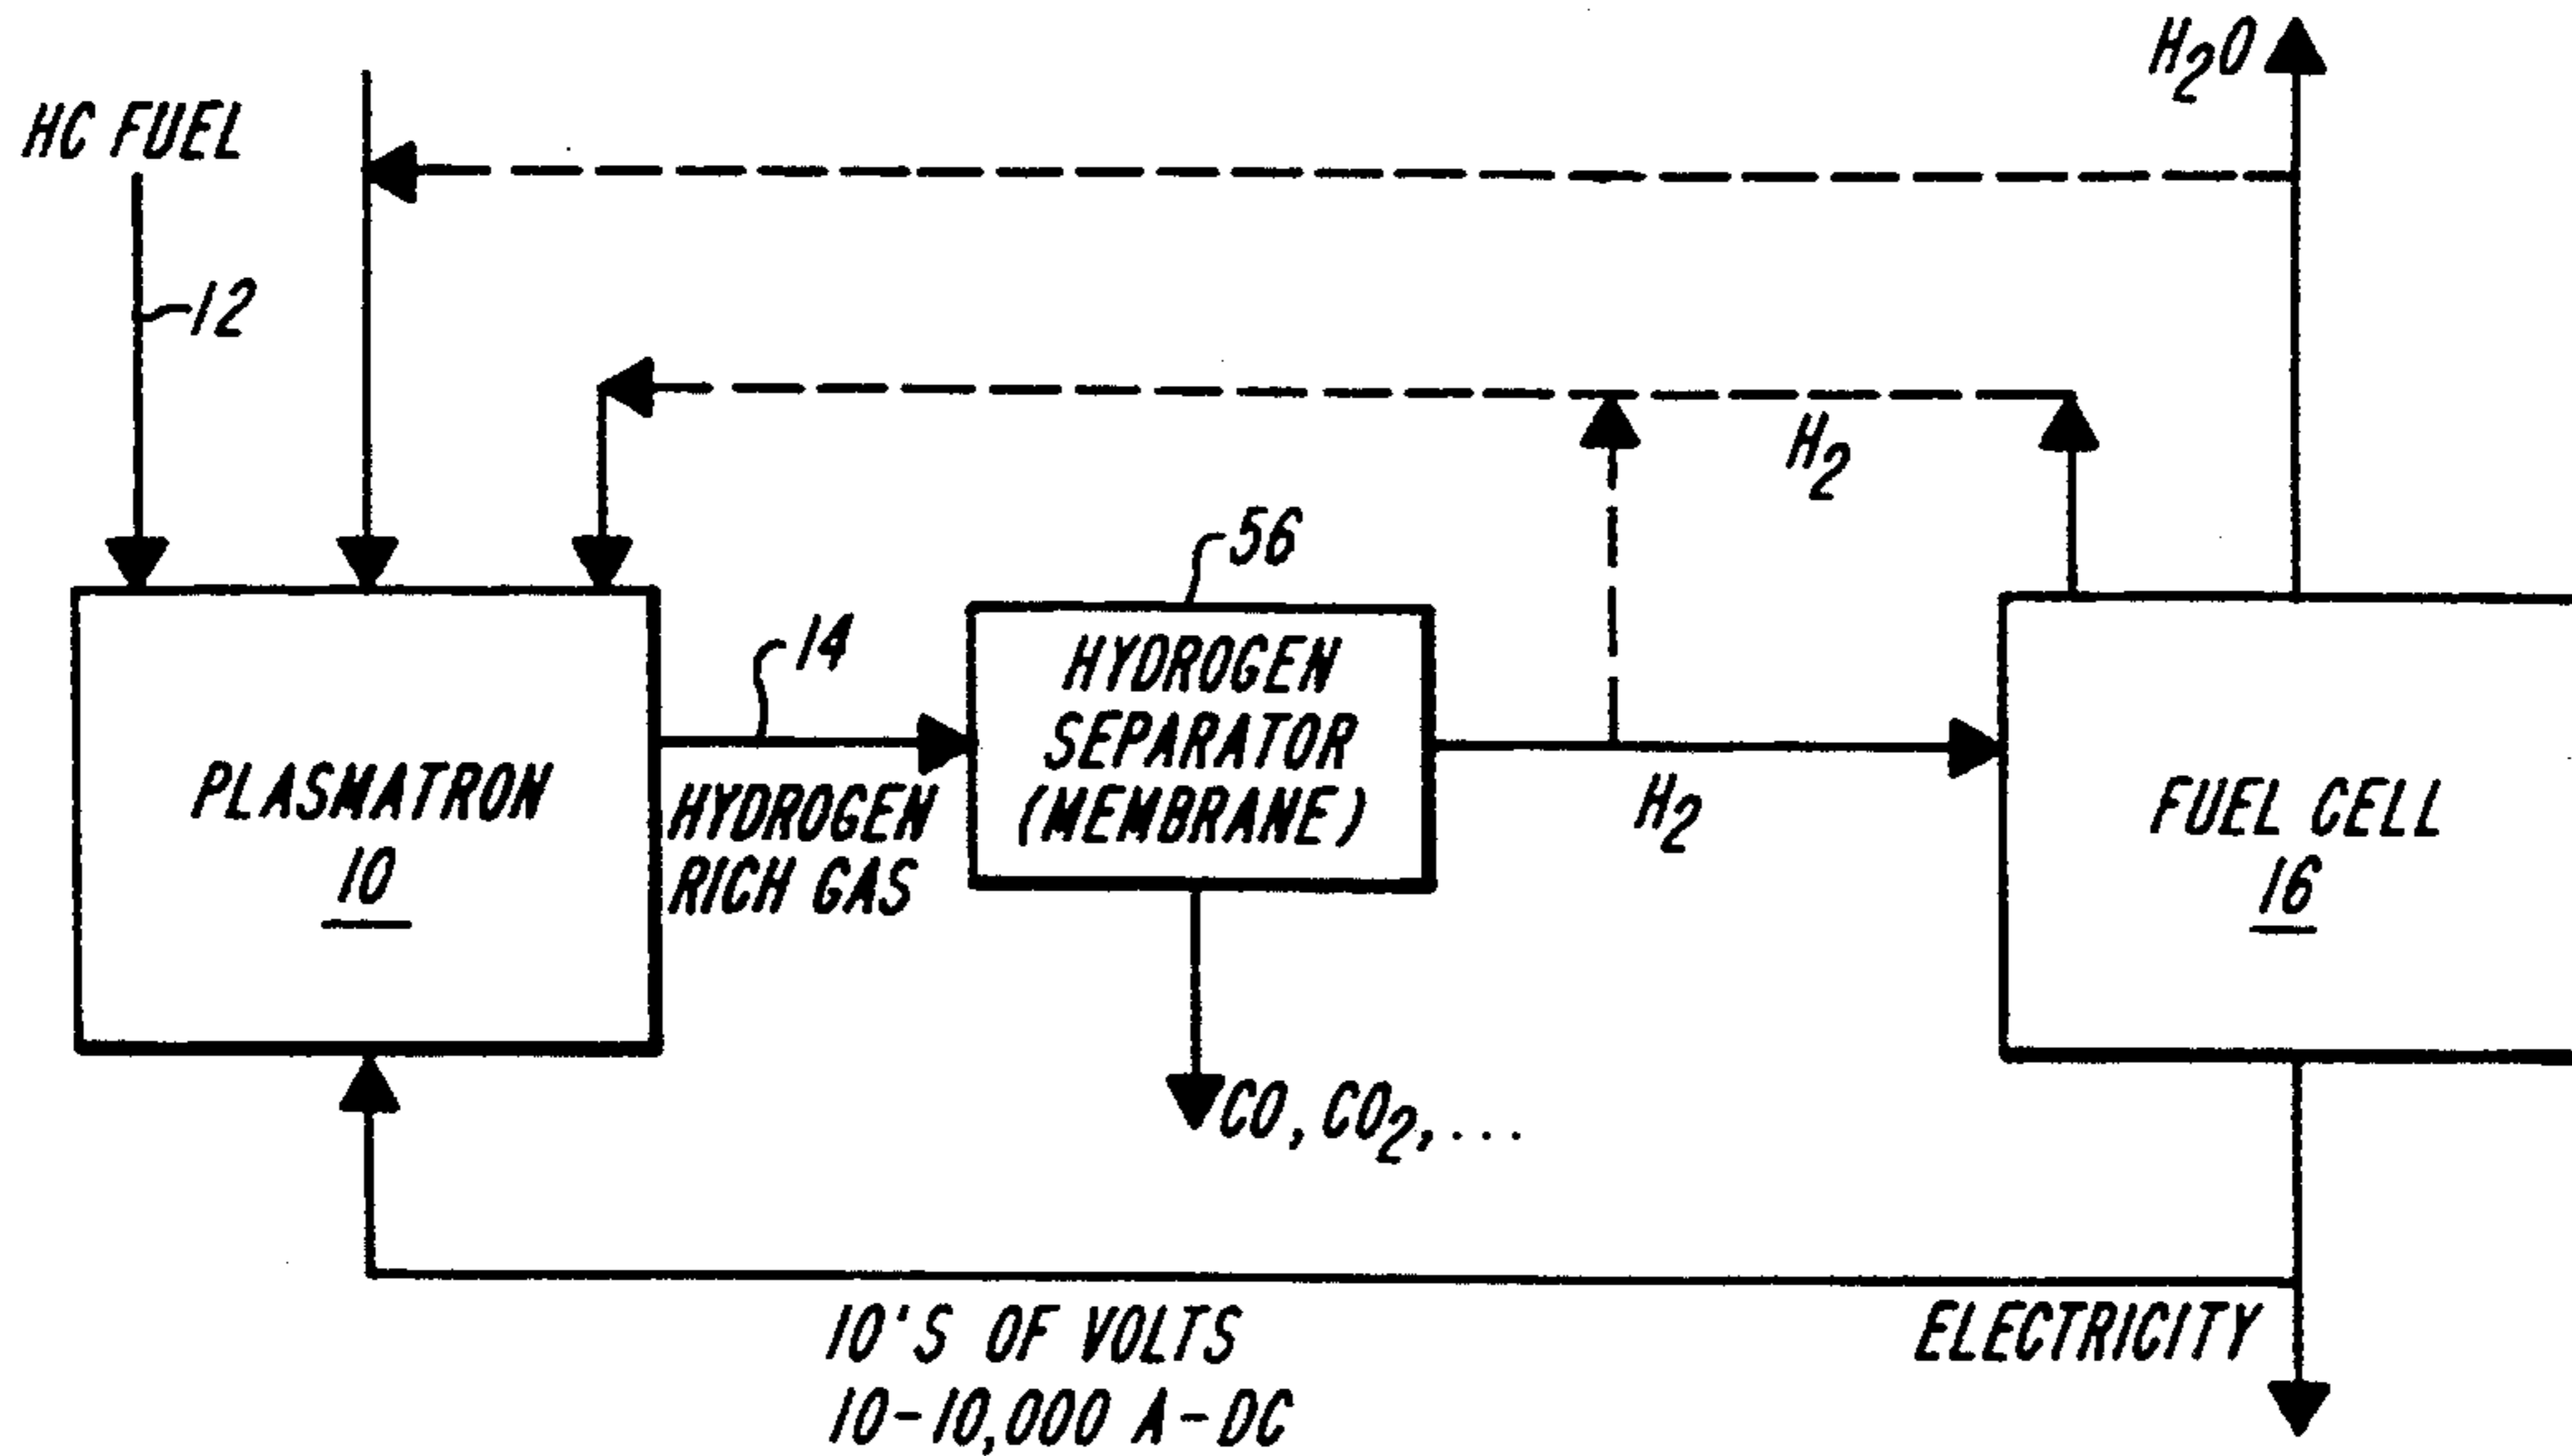 H2O
HC FUEL
12
H2
56
14
HYDROGEN
SEPARATOR
(MEMBRANE)
PLASMATRON
10
HYDROGEN
RICH GAS
H2
FUEL CELL
16
CO, CO2, ...
10'S OF VOLTS
10-10,000 A-DC
ELECTRICITY